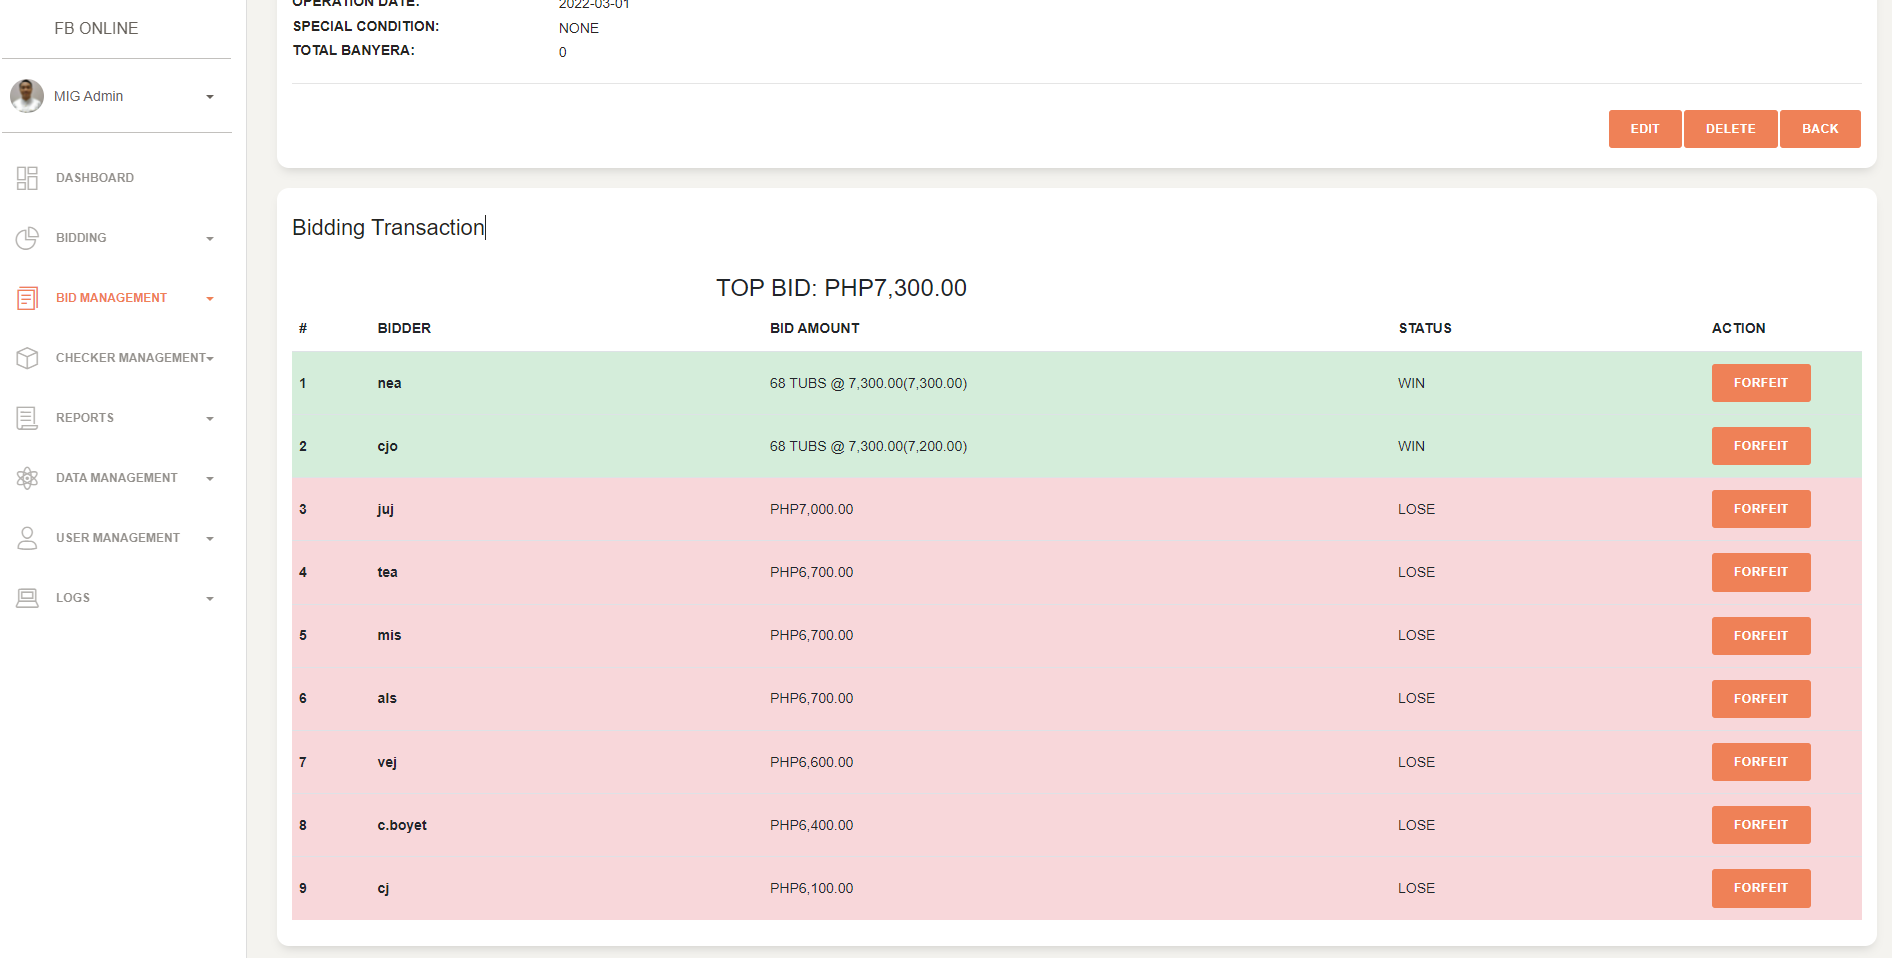 FB ONLINE
MIG Admin
DASHBOARD
BIDDING
BID MANAGEMENT
CHECKER MANAGEMENT
REPORTS
DATA MANAGEMENT
USER MANAGEMENT
LOGS
OPERATION DATE: 2022-03-01
SPECIAL CONDITION: NONE
TOTAL BANYERA: 0
EDIT DELETE BACK
Bidding Transaction
TOP BID: PHP7,300.00
# BIDDER BID AMOUNT STATUS ACTION
1 nea 68 TUBS @ 7,300.00(7,300.00) WIN FORFEIT
2 cjo 68 TUBS @ 7,300.00(7,200.00) WIN FORFEIT
3 juj PHP7,000.00 LOSE FORFEIT
4 tea PHP6,700.00 LOSE FORFEIT
5 mis PHP6,700.00 LOSE FORFEIT
6 als PHP6,700.00 LOSE FORFEIT
7 vej PHP6,600.00 LOSE FORFEIT
8 c.boyet PHP6,400.00 LOSE FORFEIT
9 cj PHP6,100.00 LOSE FORFEIT